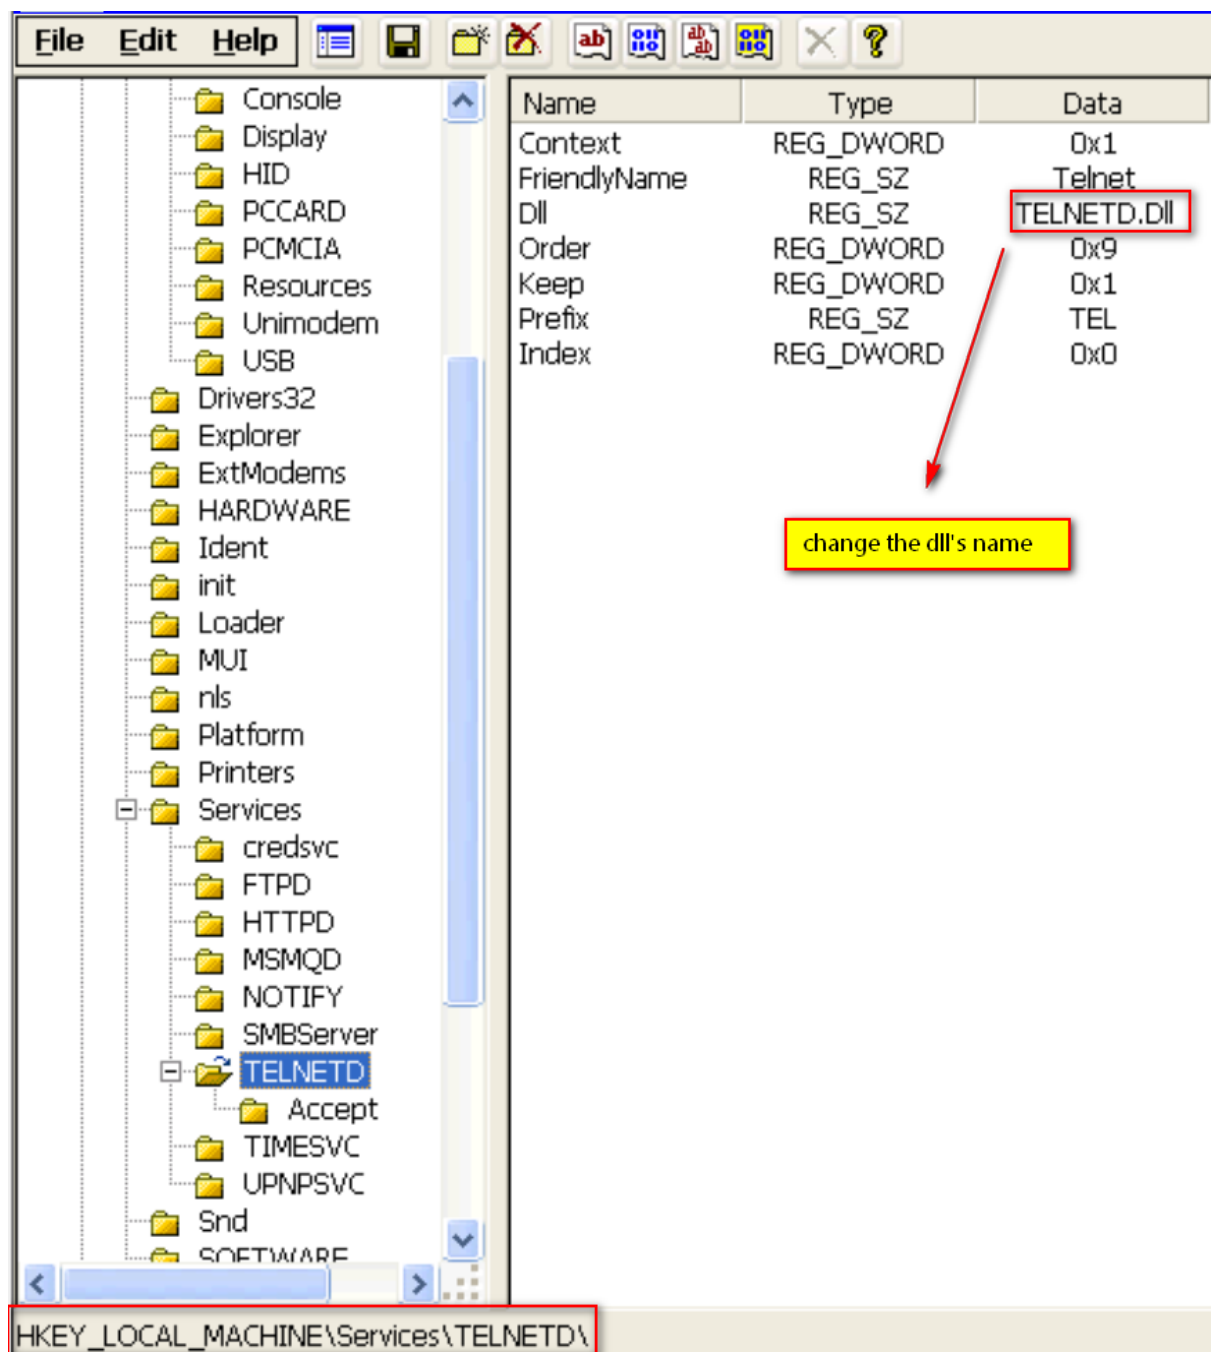 File Edit Help
Console
Display
HID
PCCARD
PCMCIA
Resources
Unimodem
USB
Drivers32
Explorer
ExtModems
HARDWARE
Ident
init
Loader
MUI
nls
Platform
Printers
Services
credsvc
FTPD
HTTPD
MSMQD
NOTIFY
SMBServer
TELNETD
Accept
TIMESVC
UPNPSVC
Snd
SOFTWARE
Name Type Data
Context REG_DWORD 0x1
FriendlyName REG_SZ Telnet
Dll REG_SZ TELNETD.Dll
Order REG_DWORD 0x9
Keep REG_DWORD 0x1
Prefix REG_SZ TEL
Index REG_DWORD 0x0
change the dll's name
HKEY_LOCAL_MACHINE\Services\TELNETD\